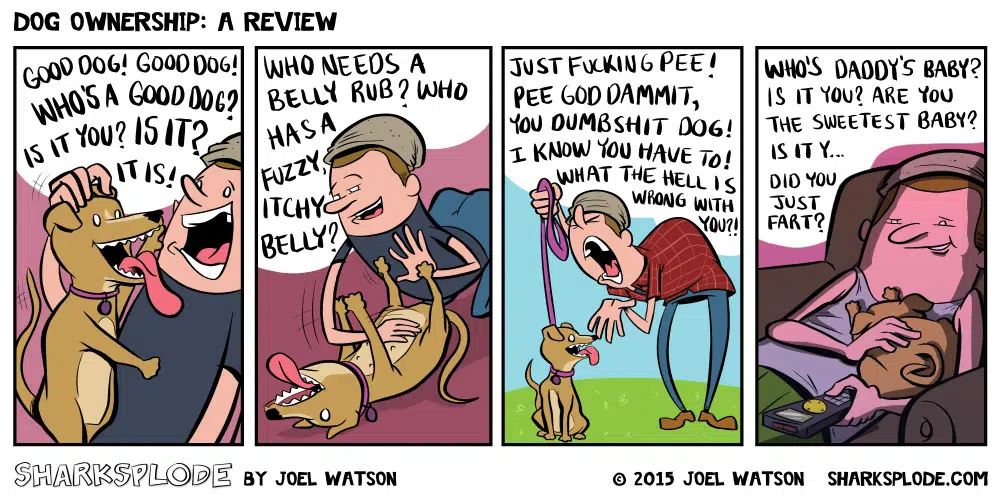 DOG OWNERSHIP: A REVIEW
GOOD DOG! GOOD DOG!
WHO'S A GOOD DOG?
IS IT YOU? IS IT?
IT IS!
WHO NEEDS A
BELLY RUB? WHO
HAS A
FUZZY,
ITCHY
BELLY?
JUST FUCKING PEE!
PEE GOD DAMMIT,
YOU DUMBSHIT DOG!
I KNOW YOU HAVE TO!
WHAT THE HELL IS
WRONG WITH
YOU?!
WHO'S DADDY'S BABY?
IS IT YOU? ARE YOU
THE SWEETEST BABY?
IS IT Y...
DID YOU
JUST
FART?
SHARKSPLODE BY JOEL WATSON © 2015 JOEL WATSON SHARKSPLODE.COM